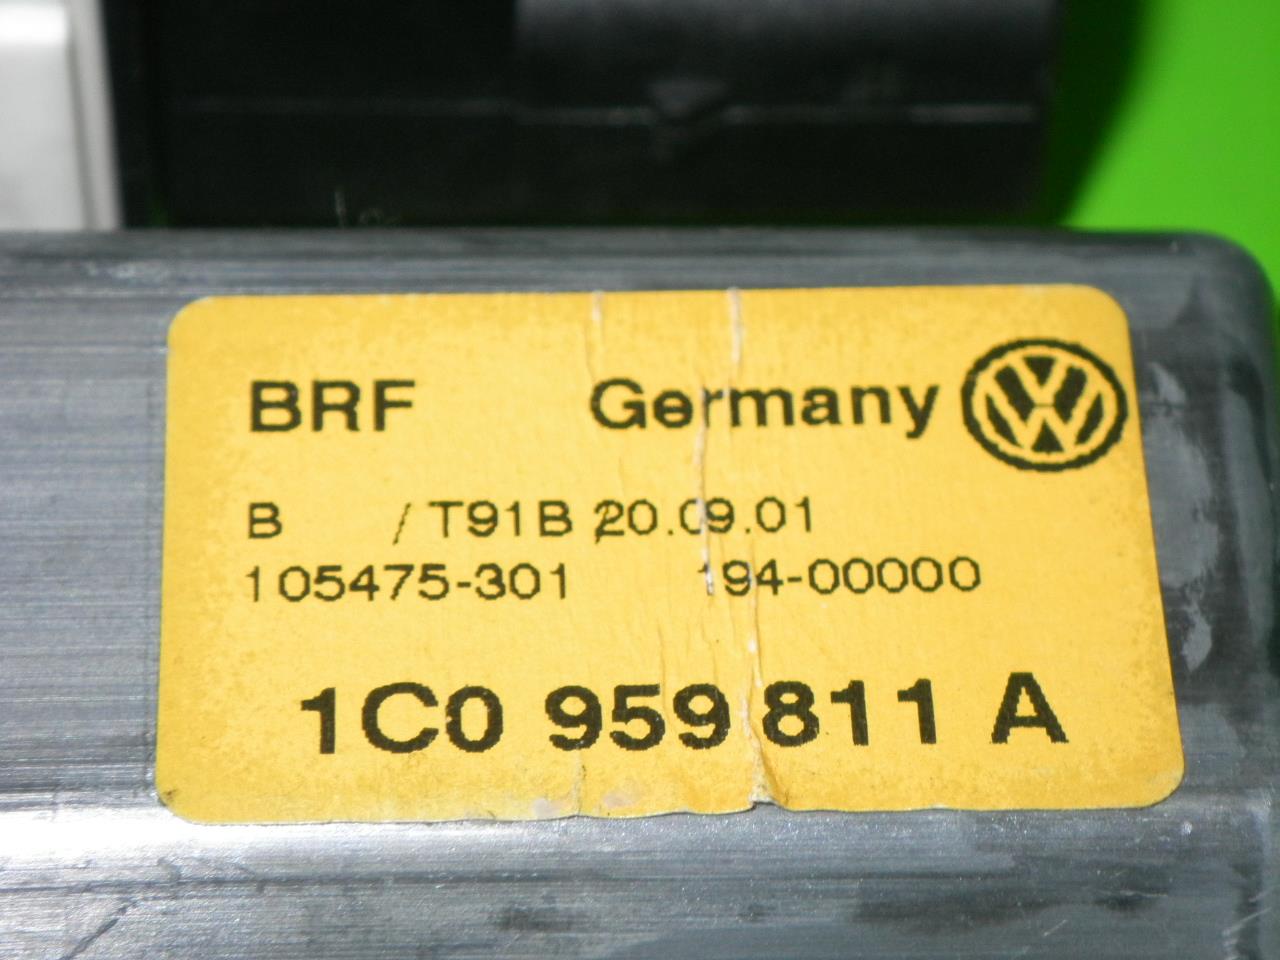 BRF Germany
B / T91B 20.09.01
105475-301 194-00000
1C0 959 811 A